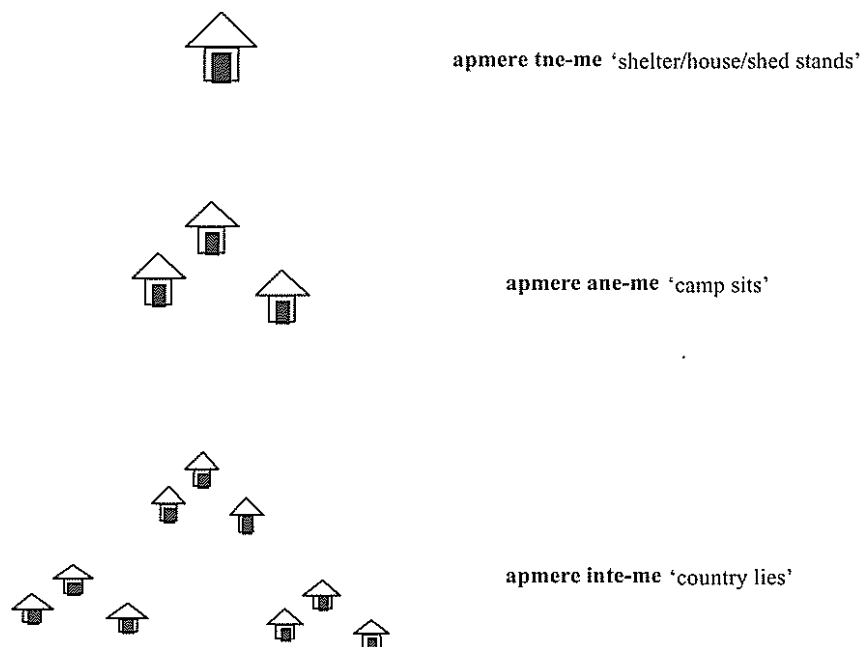 apmere tne-me ‘shelter/house/shed stands’
apmere ane-me ‘camp sits’
apmere inte-me ‘country lies’